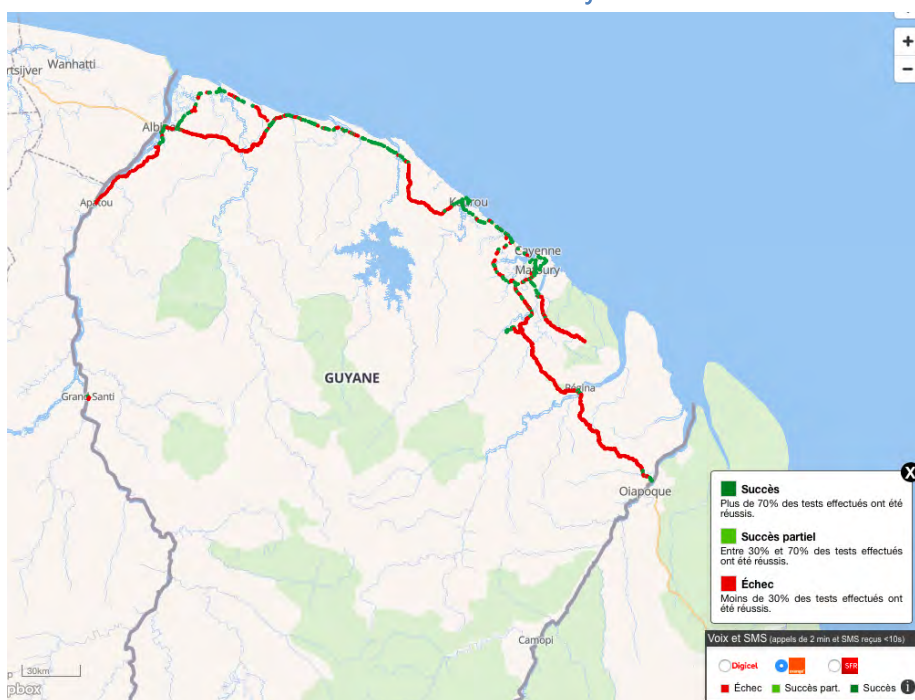 Wanhatti
rtsijver
+
−
Albina
Apatou
Kourou
Cayenne
Matoury
GUYANE
Grand Santi
Régina
Oiapoque
Camopi
30km
pbox
X
Succès
Plus de 70% des tests effectués ont été
réussis.
Succès partiel
Entre 30% et 70% des tests effectués
ont été réussis.
Échec
Moins de 30% des tests effectués ont
été réussis.
Voix et SMS (appels de 2 min et SMS reçus <10s)
Digicel
orange
SFR
Échec Succès part. Succès i